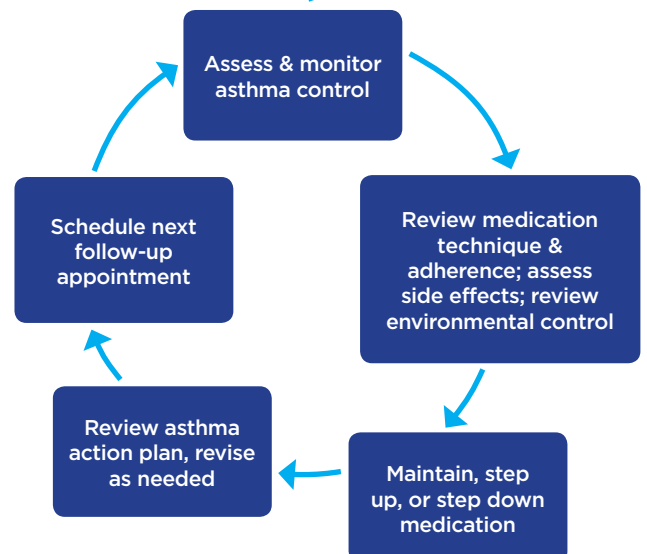 Assess & monitor
asthma control
Review medication
technique &
adherence; assess
side effects; review
environmental control
Maintain, step
up, or step down
medication
Review asthma
action plan, revise
as needed
Schedule next
follow-up
appointment